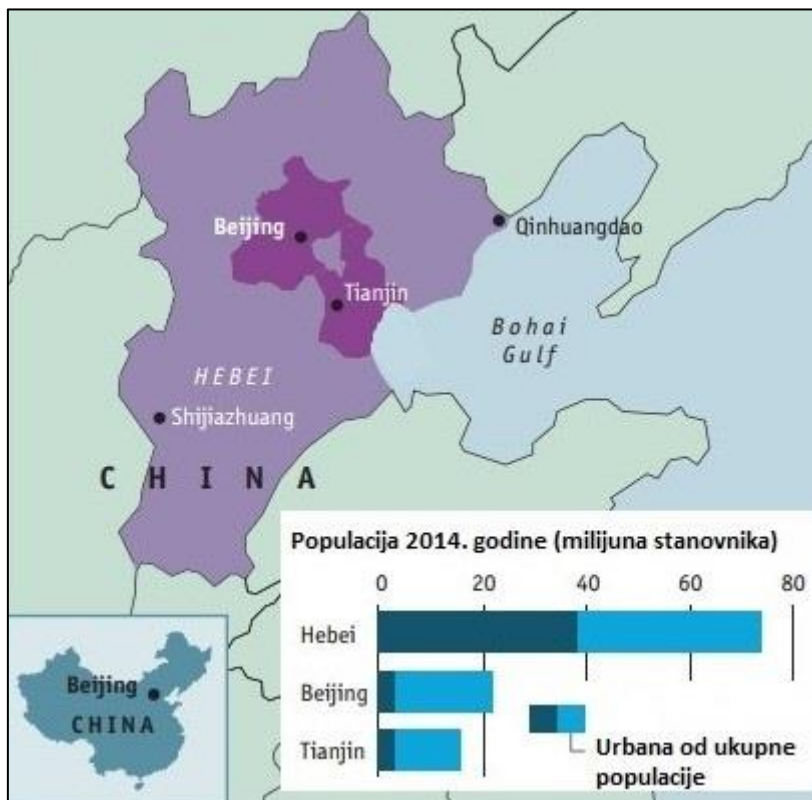 Beijing
Qinhuangdao
Tianjin
Bohai
Gulf
HEBEI
Shijiazhuang
CHINA
Populacija 2014. godine (milijuna stanovnika)
0 20 40 60 80
Hebei
Beijing
Tianjin
Urbana od ukupne
populacije
Beijing
CHINA